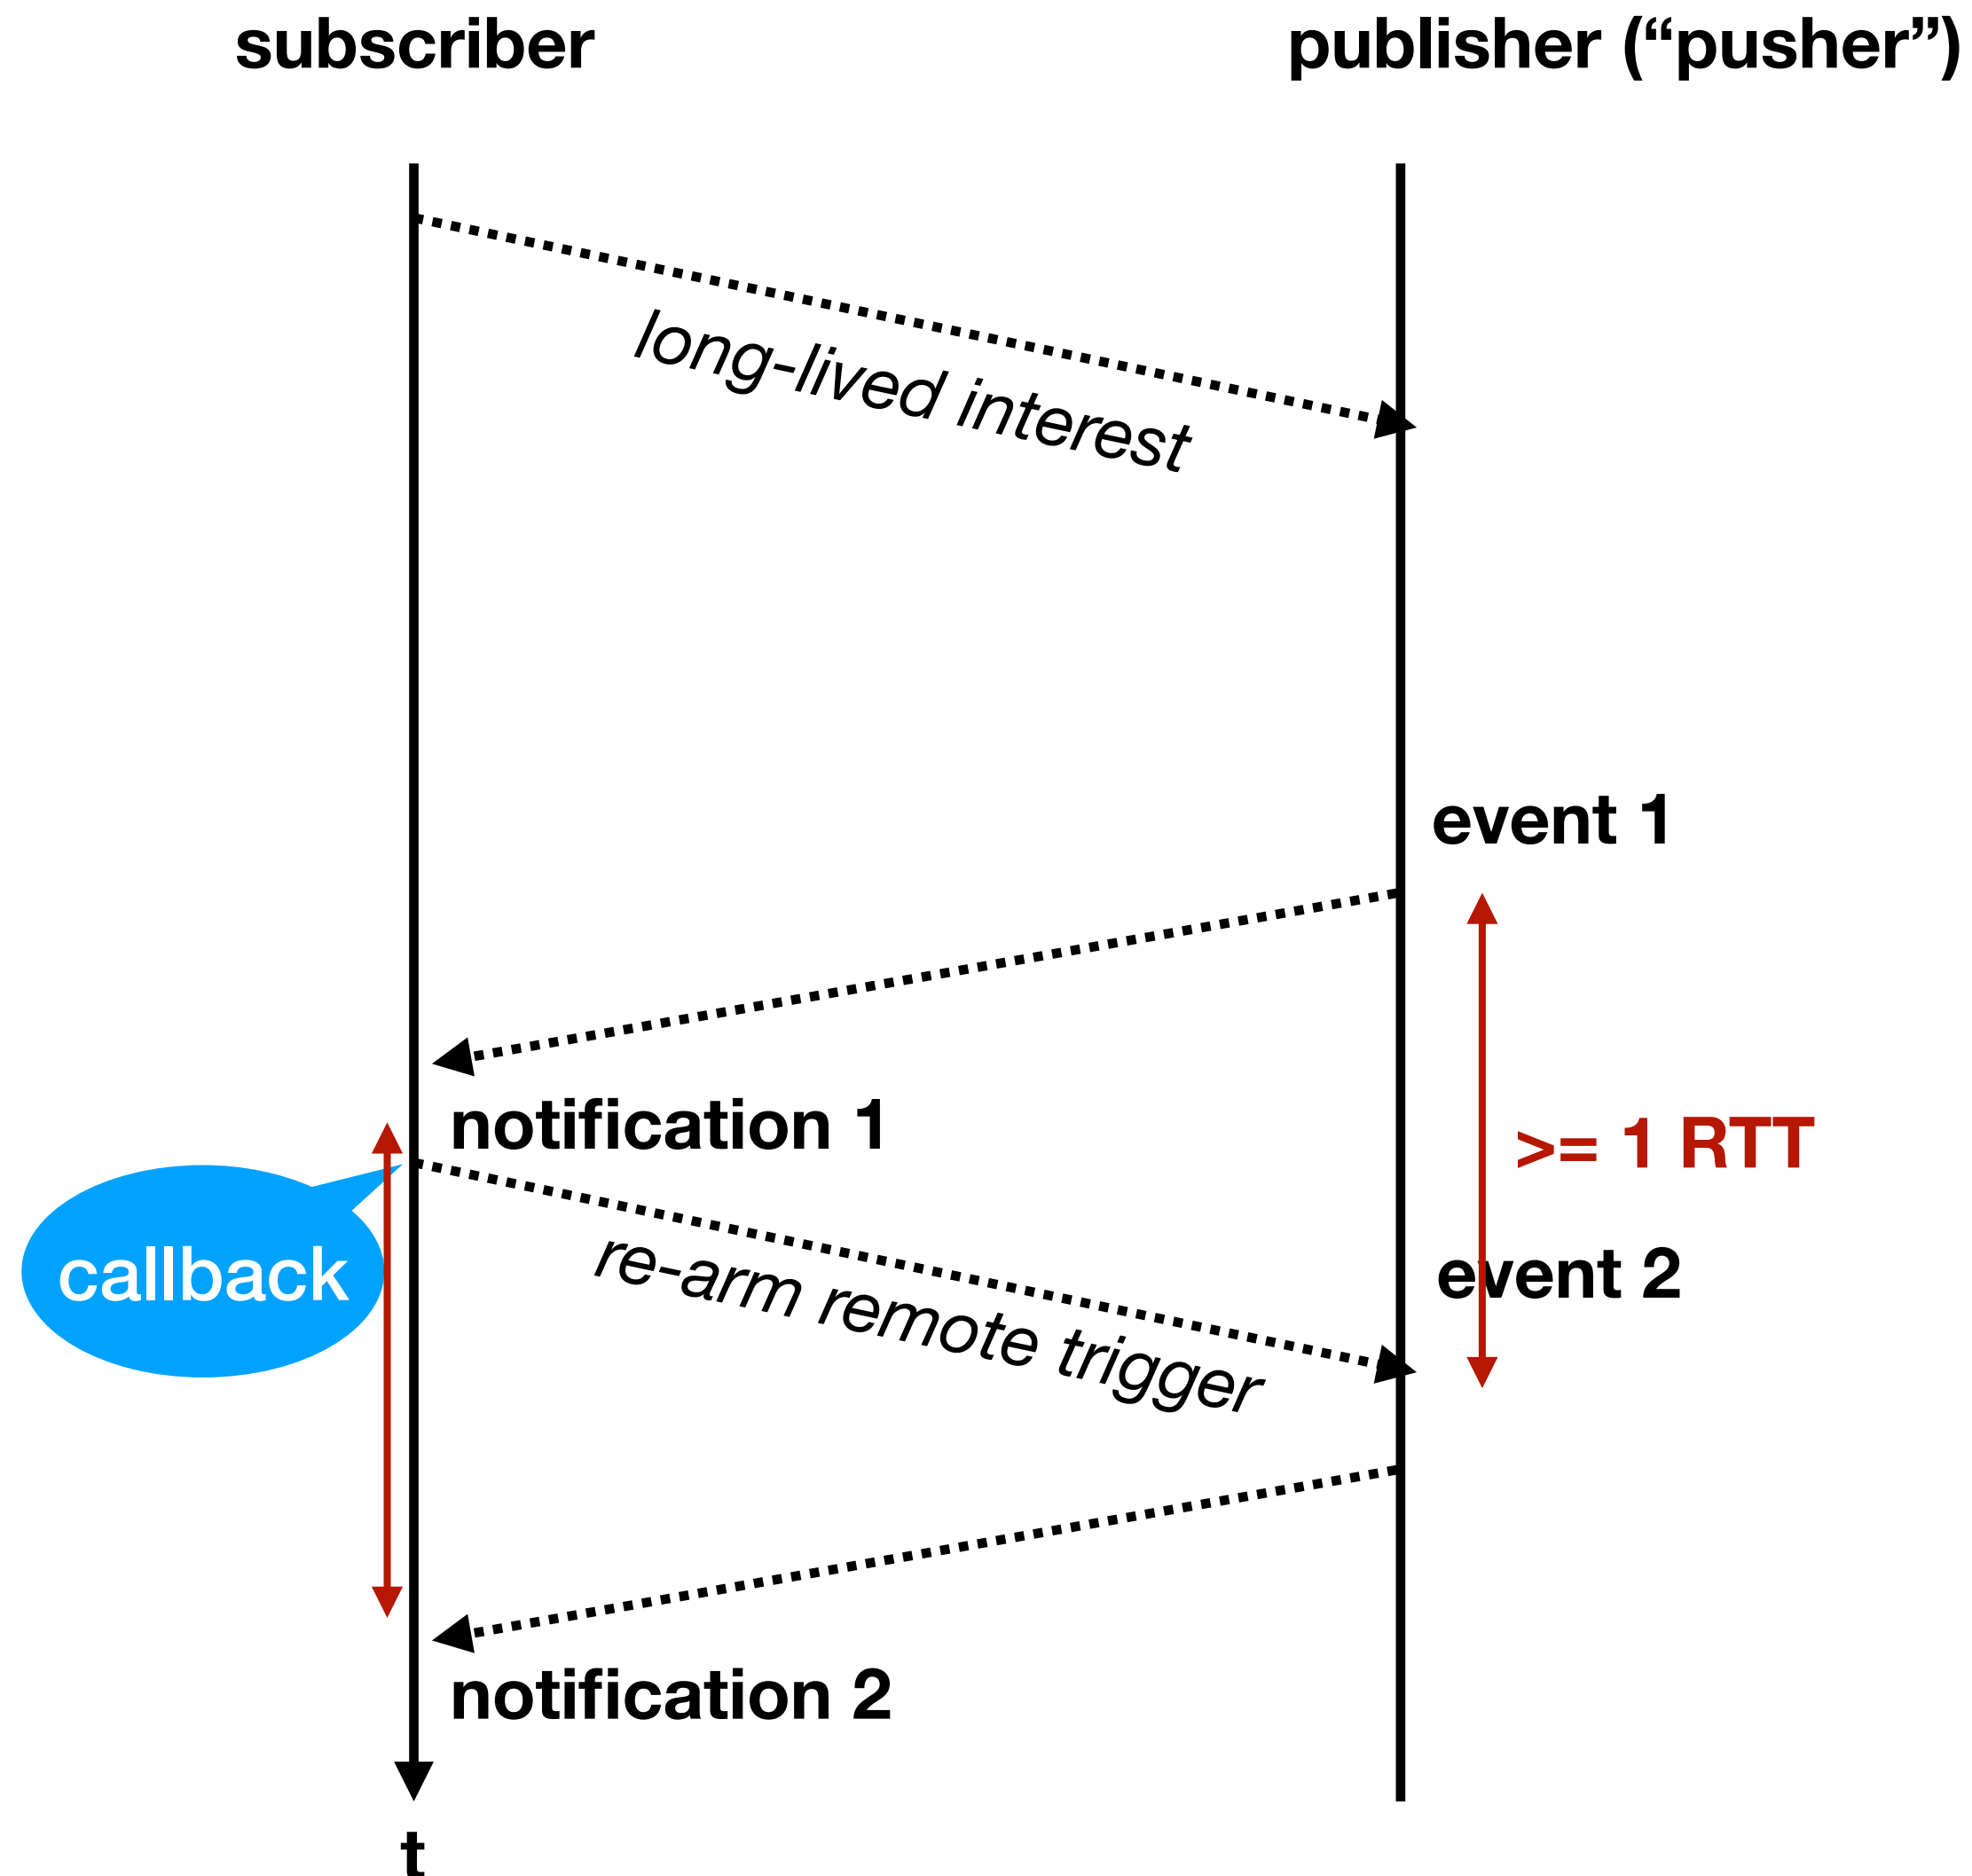 subscriber
publisher (“pusher”)
long-lived interest
event 1
notification 1
>= 1 RTT
callback
re-arm remote trigger
event 2
notification 2
t